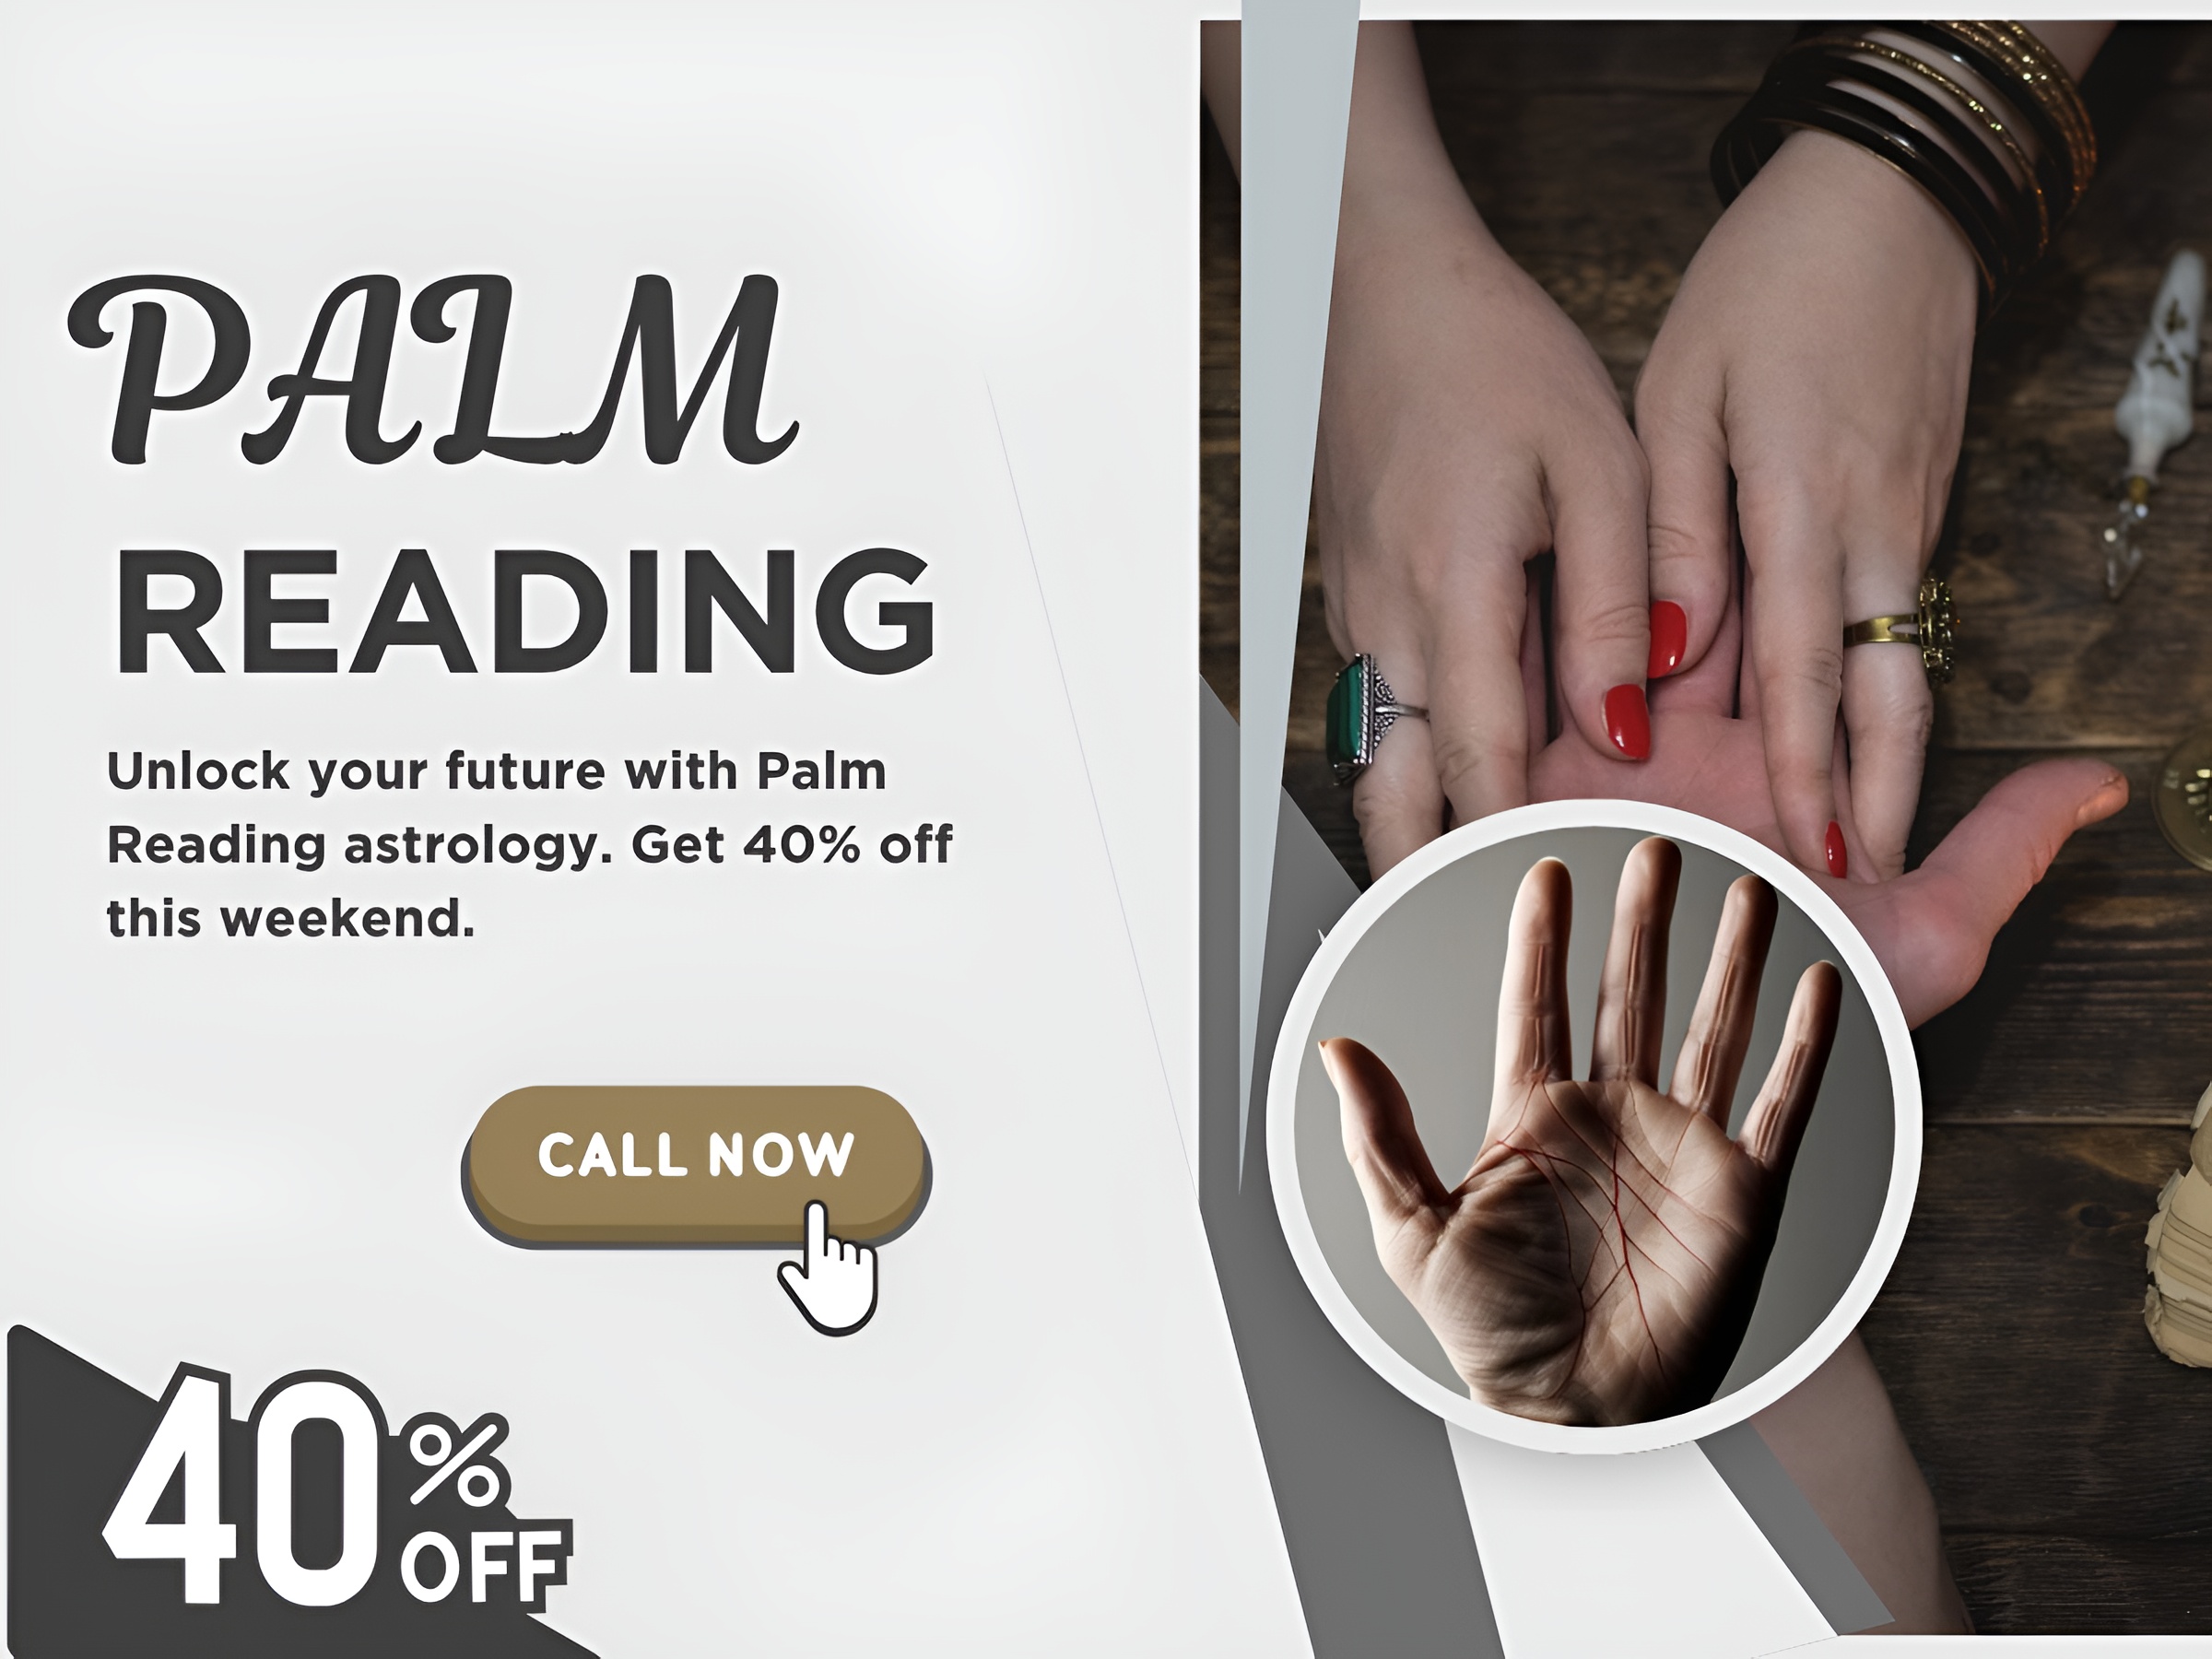 PALM
READING
Unlock your future with Palm
Reading astrology. Get 40% off
this weekend.
CALL NOW
40%
OFF